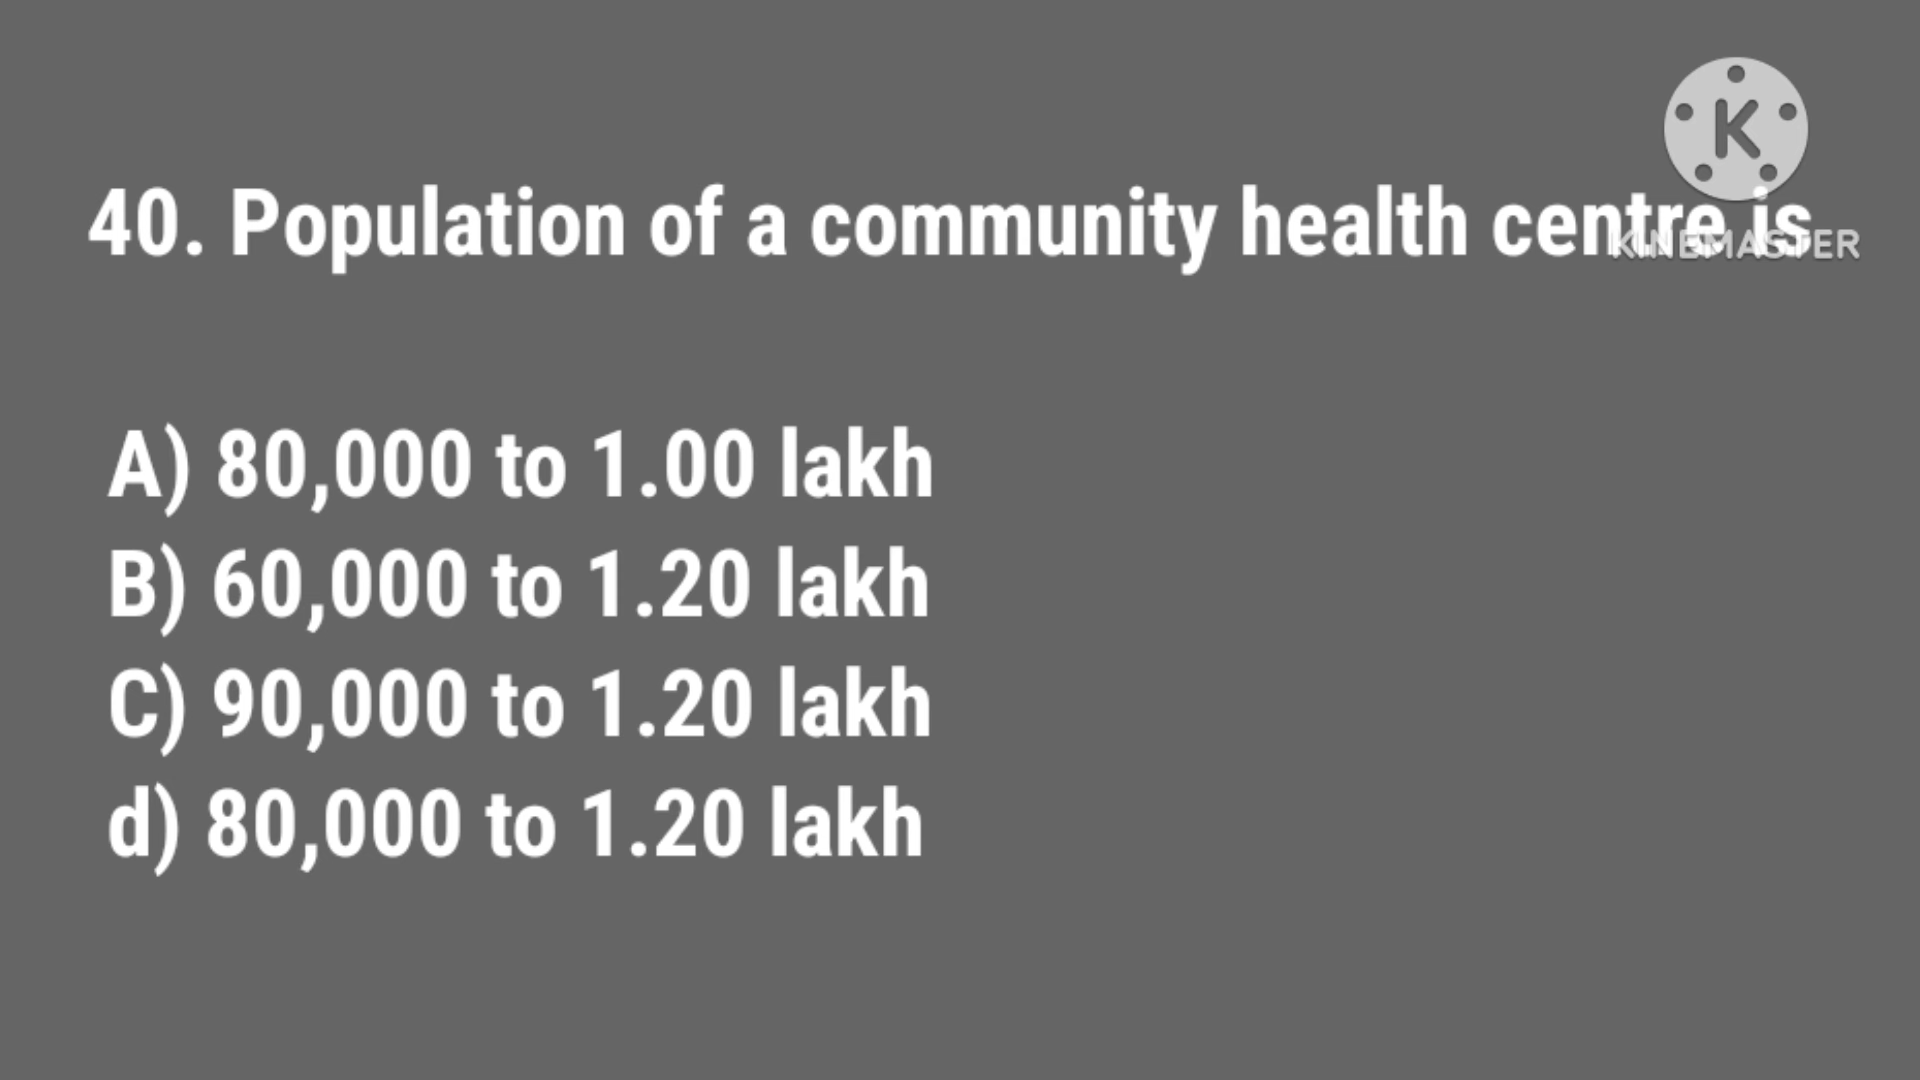 40. Population of a community health centre is
K
KINEMASTER
A) 80,000 to 1.00 lakh
B) 60,000 to 1.20 lakh
C) 90,000 to 1.20 lakh
d) 80,000 to 1.20 lakh